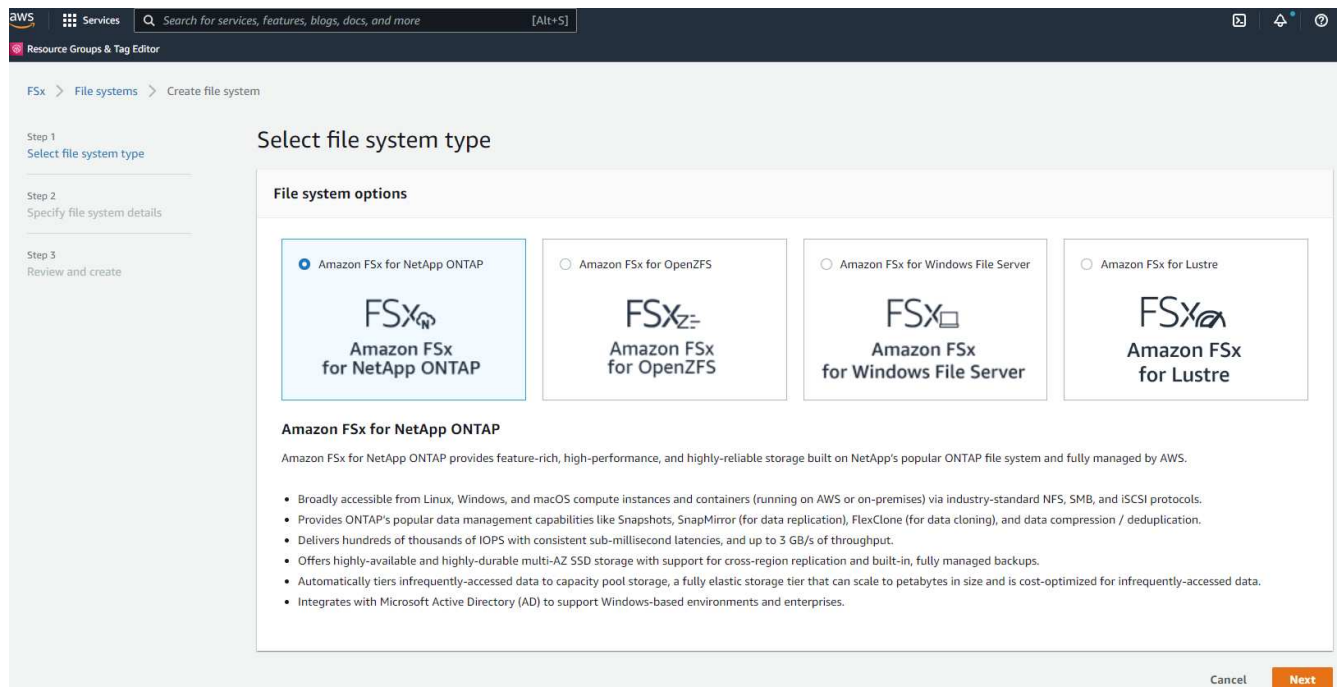 aws
Services
Search for services, features, blogs, docs, and more
[Alt+S]
Resource Groups & Tag Editor
FSx > File systems > Create file system
Step 1
Select file system type
Step 2
Specify file system details
Step 3
Review and create
Select file system type
File system options
Amazon FSx for NetApp ONTAP
FSx N
Amazon FSx
for NetApp ONTAP
Amazon FSx for OpenZFS
FSx Z
Amazon FSx
for OpenZFS
Amazon FSx for Windows File Server
FSx
Amazon FSx
for Windows File Server
Amazon FSx for Lustre
FSx
Amazon FSx
for Lustre
Amazon FSx for NetApp ONTAP
Amazon FSx for NetApp ONTAP provides feature-rich, high-performance, and highly-reliable storage built on NetApp's popular ONTAP file system and fully managed by AWS.
• Broadly accessible from Linux, Windows, and macOS compute instances and containers (running on AWS or on-premises) via industry-standard NFS, SMB, and iSCSI protocols.
• Provides ONTAP's popular data management capabilities like Snapshots, SnapMirror (for data replication), FlexClone (for data cloning), and data compression / deduplication.
• Delivers hundreds of thousands of IOPS with consistent sub-millisecond latencies, and up to 3 GB/s of throughput.
• Offers highly-available and highly-durable multi-AZ SSD storage with support for cross-region replication and built-in, fully managed backups.
• Automatically tiers infrequently-accessed data to capacity pool storage, a fully elastic storage tier that can scale to petabytes in size and is cost-optimized for infrequently-accessed data.
• Integrates with Microsoft Active Directory (AD) to support Windows-based environments and enterprises.
Cancel
Next